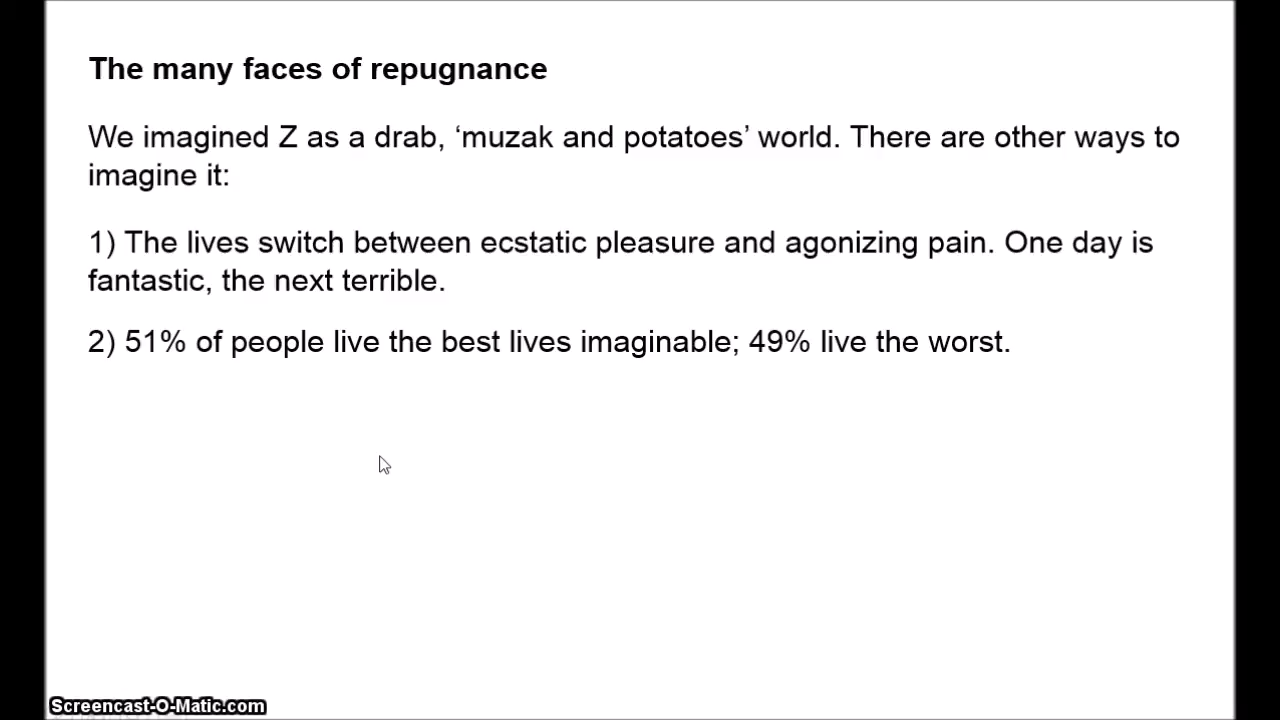 The many faces of repugnance
We imagined Z as a drab, ‘muzak and potatoes’ world. There are other ways to
imagine it:
1) The lives switch between ecstatic pleasure and agonizing pain. One day is
fantastic, the next terrible.
2) 51% of people live the best lives imaginable; 49% live the worst.
Screencast-O-Matic.com